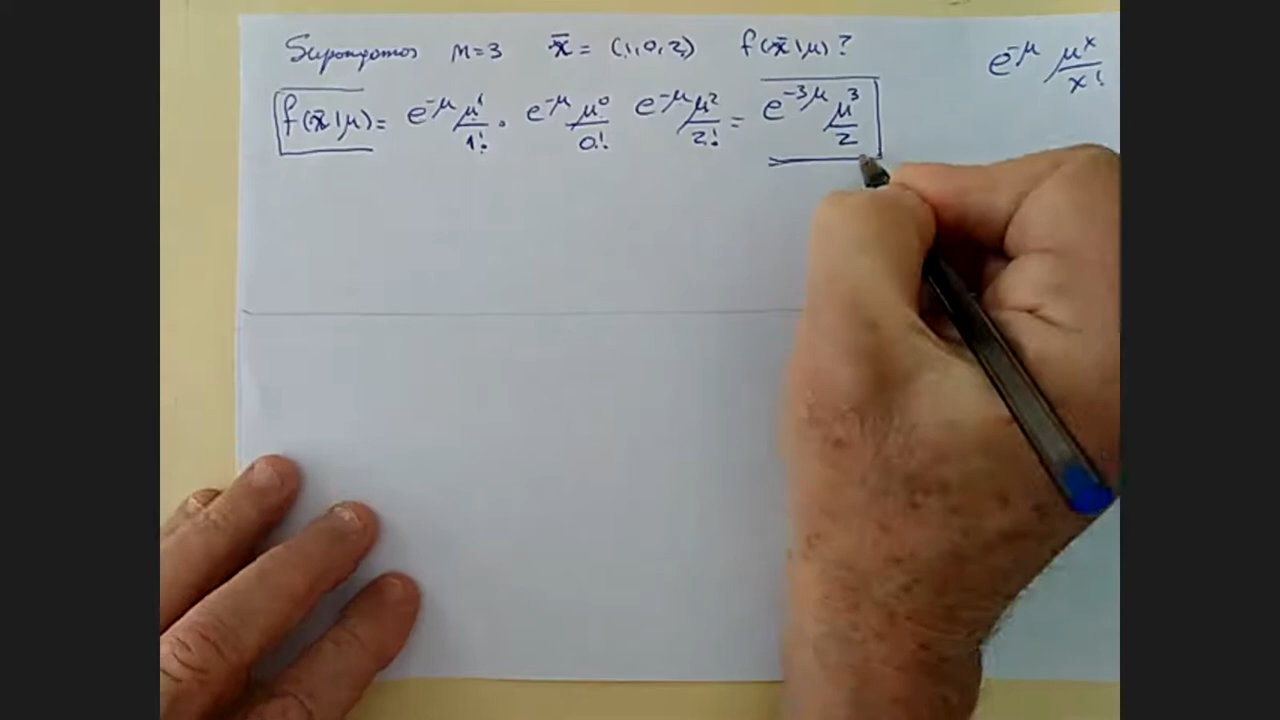 Supongamos n=3 x̄ = (1,0,2) f(x̄|μ)?
e^-μ μ^x/x!
f(x̄|μ) = e^-μ μ^1/1! · e^-μ μ^0/0! e^-μ μ^2/2! = e^-3μ μ^3/2